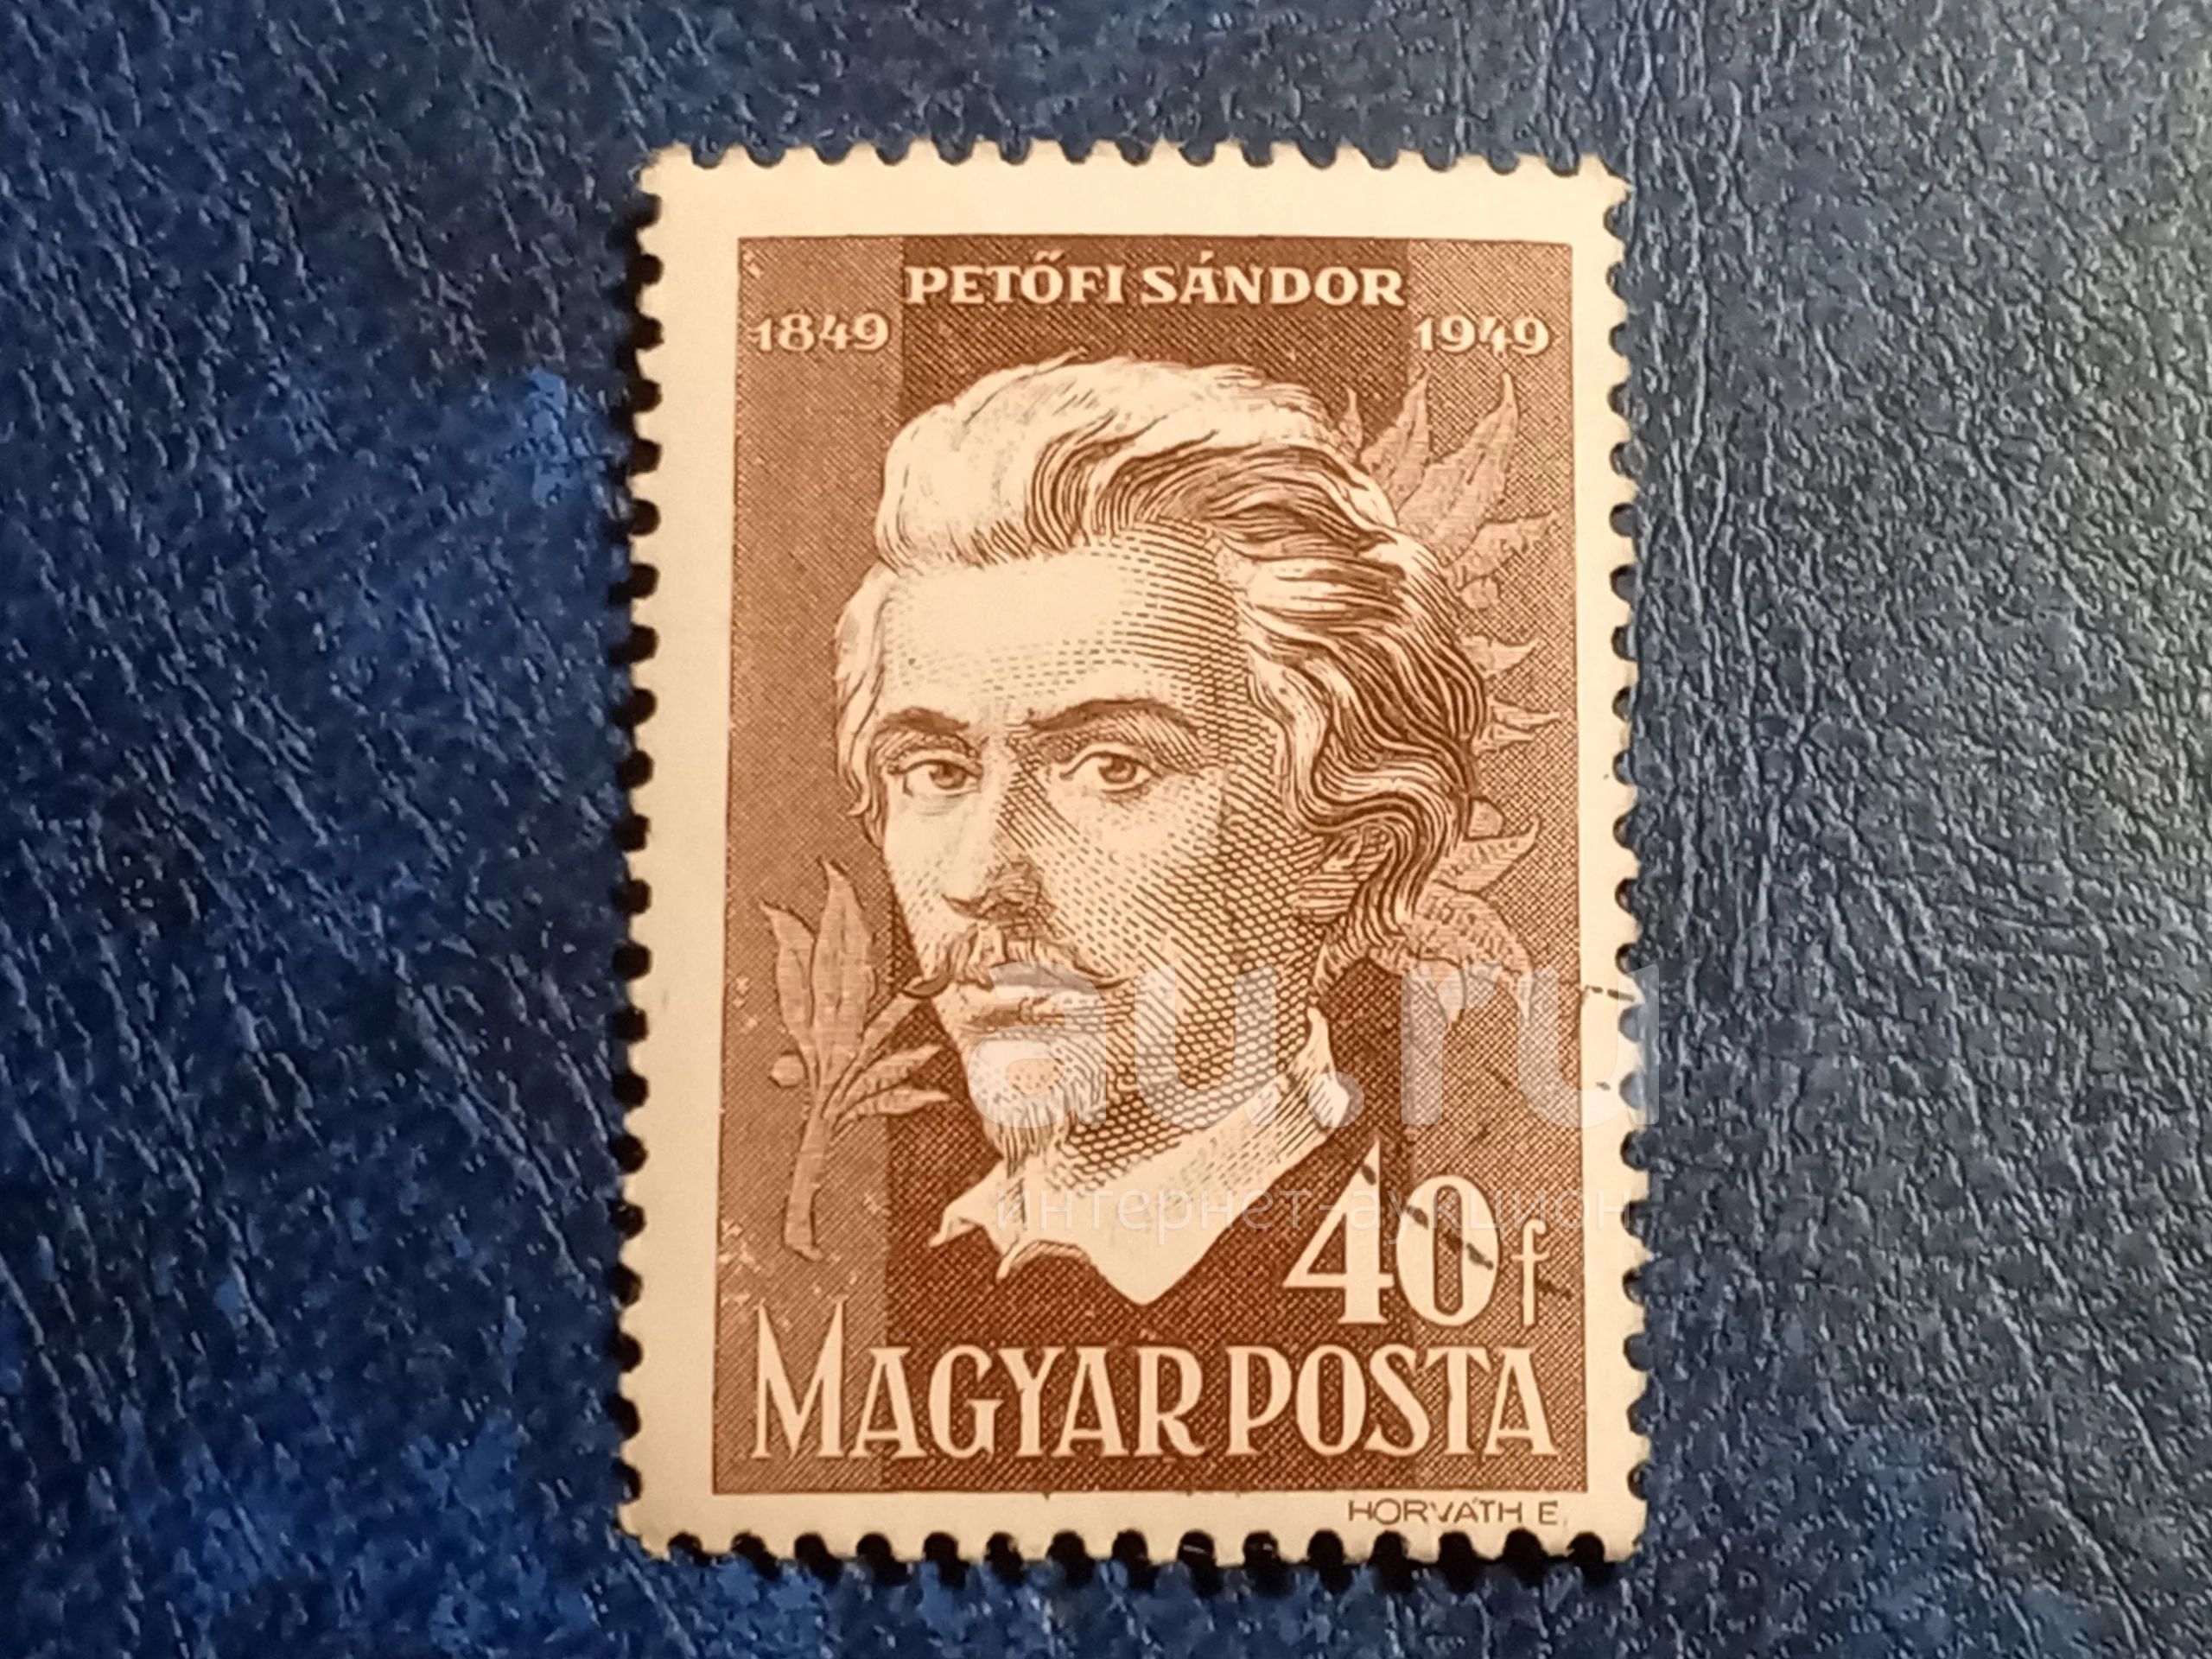 PETŐFI SÁNDOR
1849 1949
au.ru
интернет-аукцион
40f
MAGYAR POSTA
HORVÁTH E.